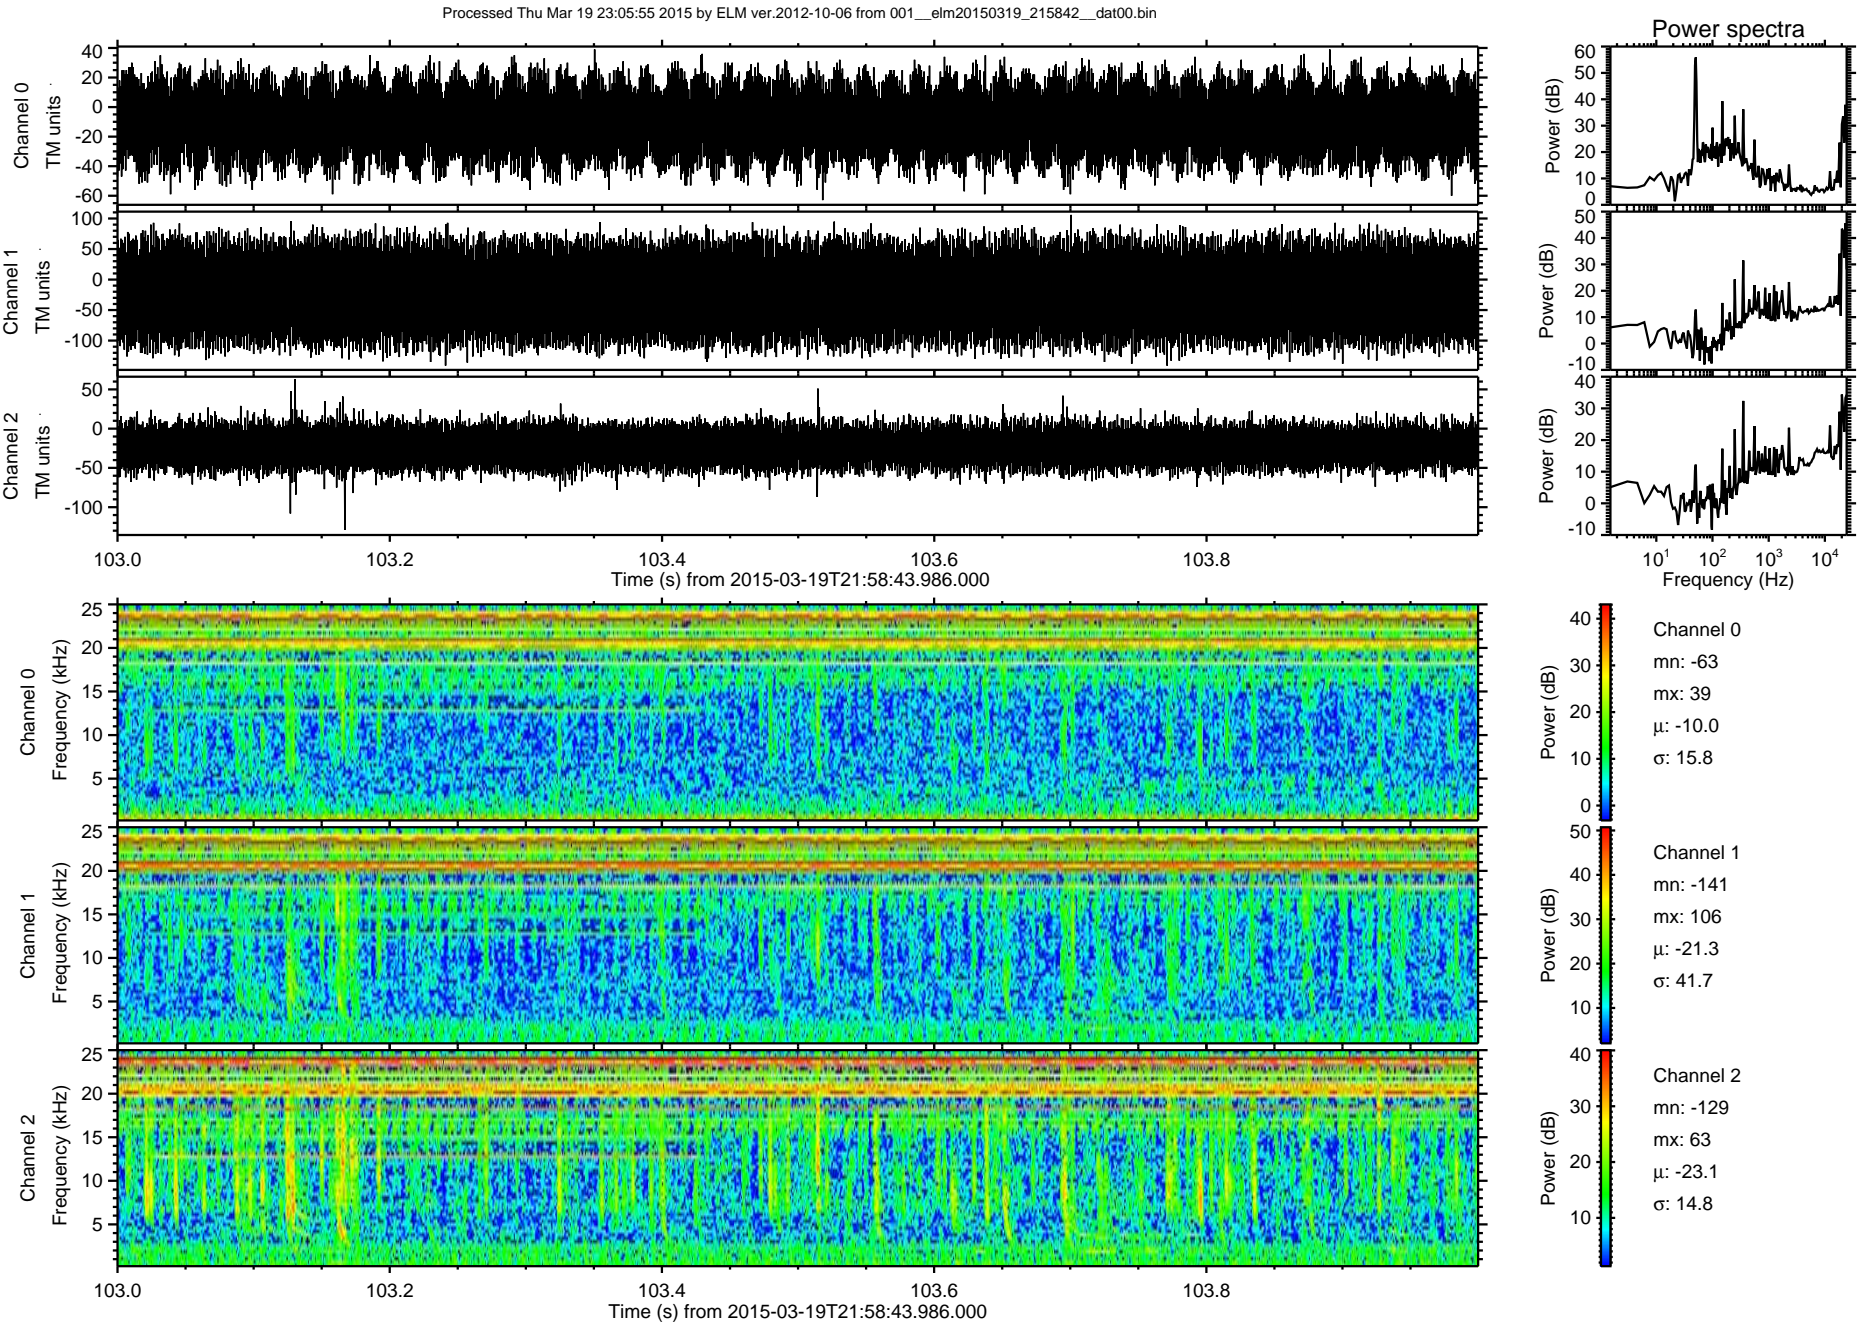 Processed Thu Mar 19 23:05:55 2015 by ELM ver.2012-10-06 from 001__elm20150319_215842__dat00.bin
Power spectra
Channel 0
TM units
40
20
0
-20
-40
-60
Power (dB)
60
50
40
30
20
10
0
Channel 1
TM units
100
50
0
-50
-100
Power (dB)
50
40
30
20
10
0
-10
Channel 2
TM units
50
0
-50
-100
Power (dB)
40
30
20
10
0
-10
103.0 103.2 103.4 103.6 103.8
Time (s) from 2015-03-19T21:58:43.986.000
10¹ 10² 10³ 10⁴
Frequency (Hz)
Channel 0
Frequency (kHz)
25
20
15
10
5
Power (dB)
40
30
20
10
0
Channel 0
mn: -63
mx: 39
μ: -10.0
σ: 15.8
Channel 1
Frequency (kHz)
25
20
15
10
5
Power (dB)
50
40
30
20
10
Channel 1
mn: -141
mx: 106
μ: -21.3
σ: 41.7
Channel 2
Frequency (kHz)
25
20
15
10
5
Power (dB)
40
30
20
10
Channel 2
mn: -129
mx: 63
μ: -23.1
σ: 14.8
103.0 103.2 103.4 103.6 103.8
Time (s) from 2015-03-19T21:58:43.986.000